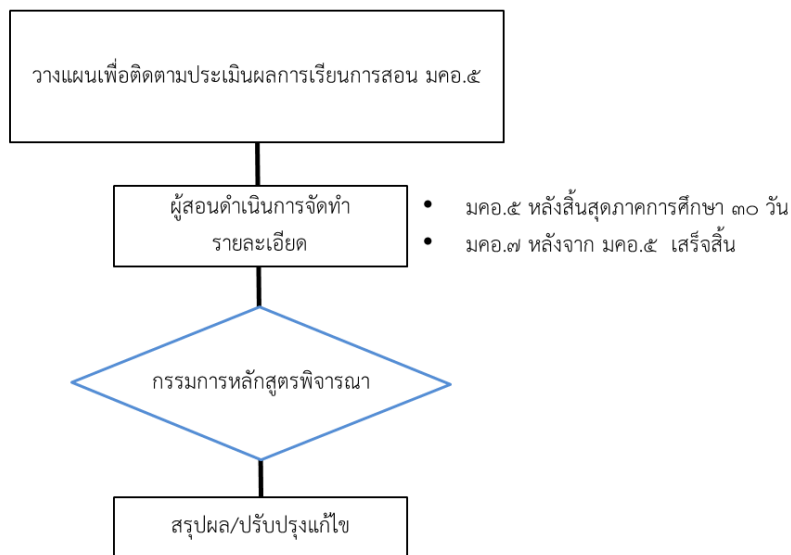 วางแผนเพื่อติดตามประเมินผลการเรียนการสอน มคอ.๕
ผู้สอนดำเนินการจัดทำ
รายละเอียด
• มคอ.๕ หลังสิ้นสุดภาคการศึกษา ๓๐ วัน
• มคอ.๗ หลังจาก มคอ.๕ เสร็จสิ้น
กรรมการหลักสูตรพิจารณา
สรุปผล/ปรับปรุงแก้ไข